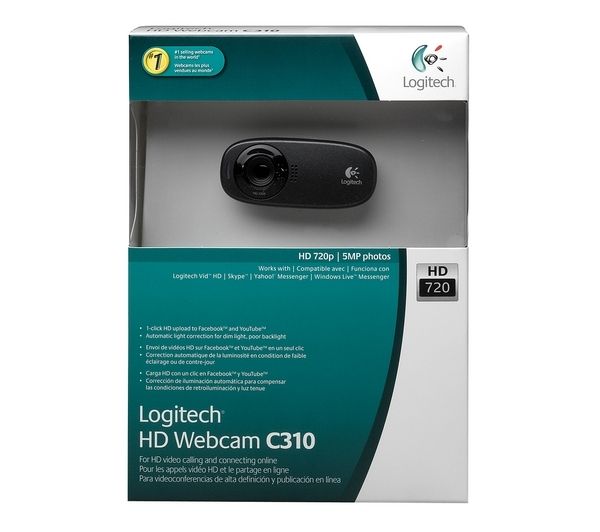 HD Webcam C310
#1
#1 selling webcams
in the world*
Webcams les plus
vendues au monde*
Logitech
Logitech
HD 720p | 5MP photos
Works with | Compatible avec | Funciona con
Logitech Vid™ HD | Skype™ | Yahoo!® Messenger | Windows Live™ Messenger
HD
720
• 1-click HD upload to Facebook™ and YouTube™
• Automatic light correction for dim light, poor backlight
• Envoi de vidéos HD sur Facebook™ et YouTube™ en un seul clic
• Correction automatique de la luminosité en condition de faible
éclairage ou de contre-jour
• Carga HD con un clic en Facebook™ y YouTube™
• Corrección de iluminación automática para compensar
las condiciones de retroiluminación y luz tenue
Logitech®
HD Webcam C310
For HD video calling and connecting online
Pour les appels vidéo HD et le partage en ligne
Para videoconferencias de alta definición y publicación en línea